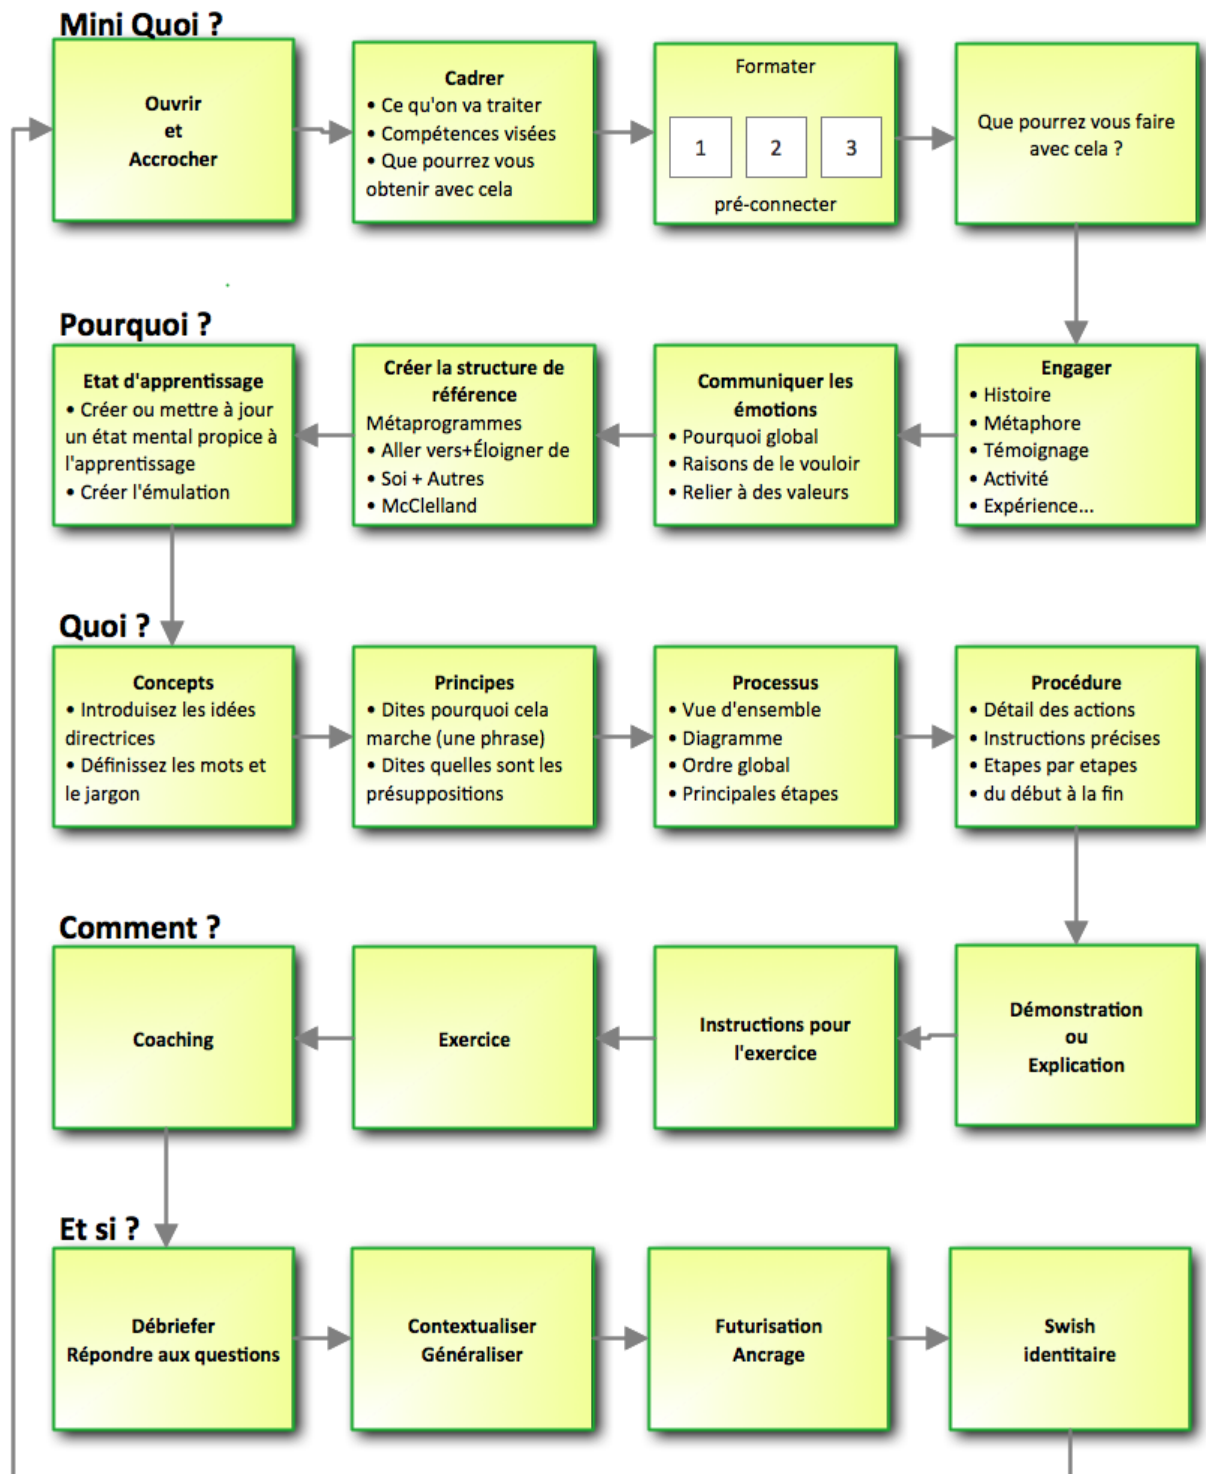 Mini Quoi ?
Ouvrir
et
Accrocher
Cadrer
• Ce qu'on va traiter
• Compétences visées
• Que pourrez vous
obtenir avec cela
Formater
1 2 3
pré-connecter
Que pourrez vous faire
avec cela ?
Pourquoi ?
Etat d'apprentissage
• Créer ou mettre à jour
un état mental propice à
l'apprentissage
• Créer l'émulation
Créer la structure de
référence
Métaprogrammes
• Aller vers+Éloigner de
• Soi + Autres
• McClelland
Communiquer les
émotions
• Pourquoi global
• Raisons de le vouloir
• Relier à des valeurs
Engager
• Histoire
• Métaphore
• Témoignage
• Activité
• Expérience...
Quoi ?
Concepts
• Introduisez les idées
directrices
• Définissez les mots et
le jargon
Principes
• Dites pourquoi cela
marche (une phrase)
• Dites quelles sont les
présuppositions
Processus
• Vue d'ensemble
• Diagramme
• Ordre global
• Principales étapes
Procédure
• Détail des actions
• Instructions précises
• Etapes par etapes
• du début à la fin
Comment ?
Coaching
Exercice
Instructions pour
l'exercice
Démonstration
ou
Explication
Et si ?
Débriefer
Répondre aux questions
Contextualiser
Généraliser
Futurisation
Ancrage
Swish
identitaire